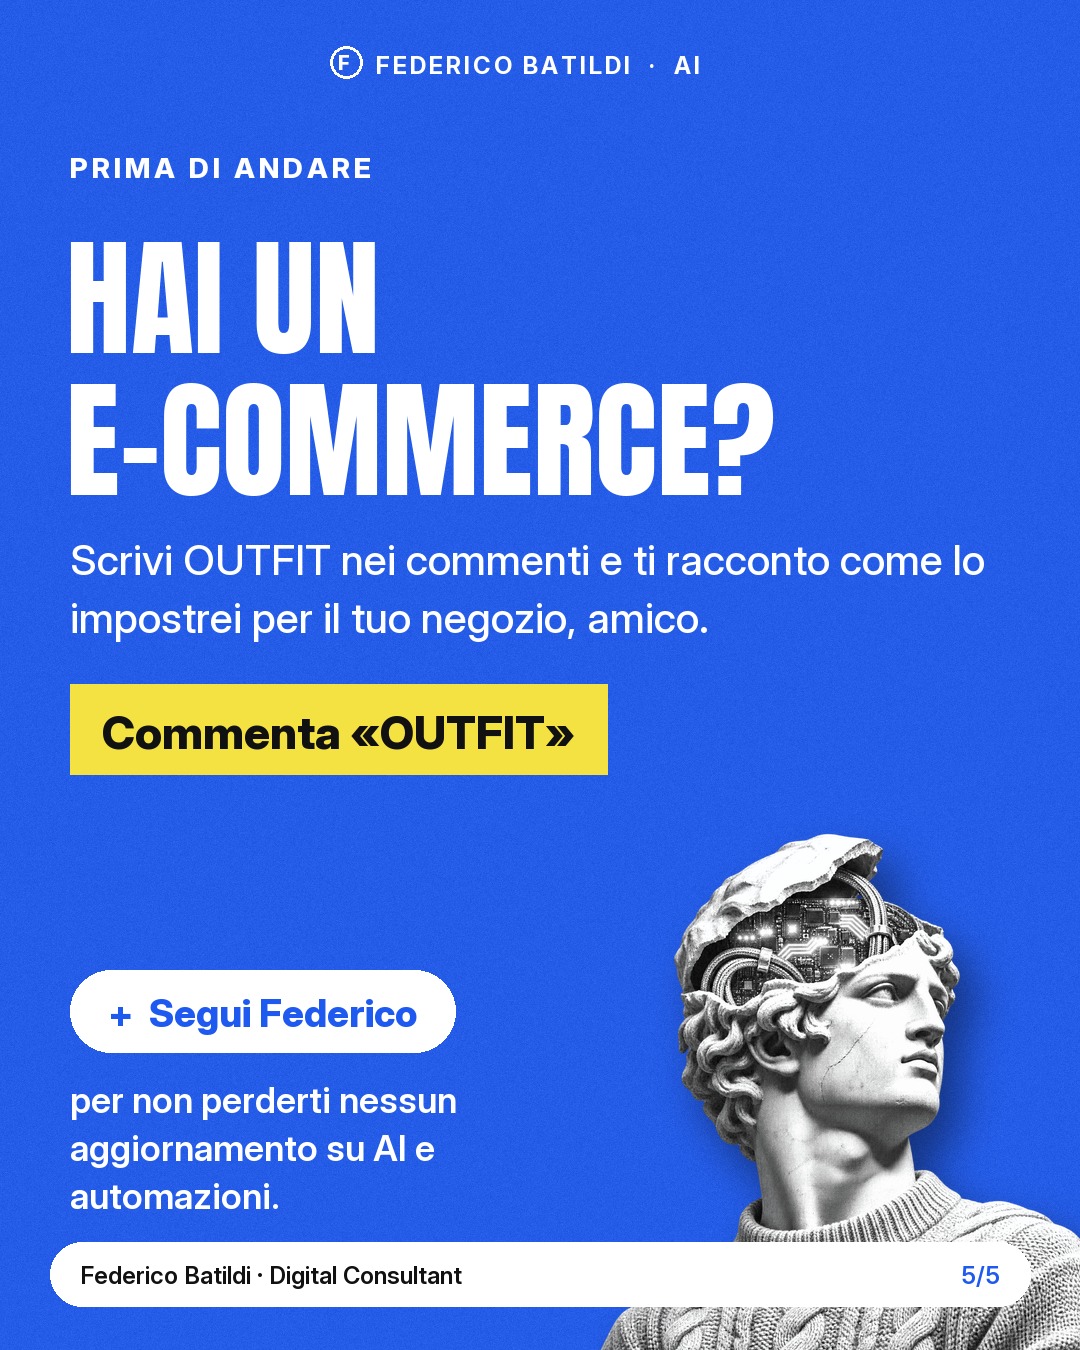 F FEDERICO BATILDI · AI
PRIMA DI ANDARE
HAI UN
E-COMMERCE?
Scrivi OUTFIT nei commenti e ti racconto come lo
impostrei per il tuo negozio, amico.
Commenta «OUTFIT»
+ Segui Federico
per non perderti nessun
aggiornamento su AI e
automazioni.
Federico Batildi · Digital Consultant 5/5